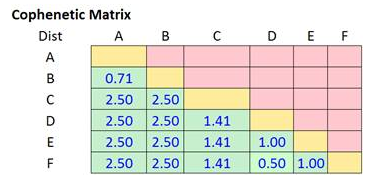 Cophenetic Matrix
Dist A B C D E F
A
B 0.71
C 2.50 2.50
D 2.50 2.50 1.41
E 2.50 2.50 1.41 1.00
F 2.50 2.50 1.41 0.50 1.00